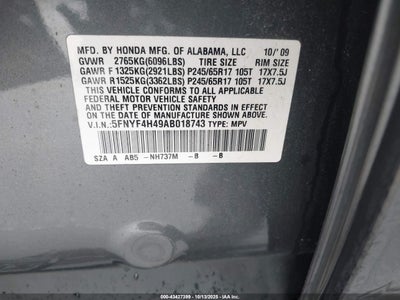 MFD. BY HONDA MFG. OF ALABAMA, LLC 10/'09
GVWR 2765KG(6096LBS) TIRE SIZE RIM SIZE
GAWR F 1325KG(2921LBS) P245/65R17 105T 17X7.5J
GAWR R 1525KG(3362LBS) P245/65R17 105T 17X7.5J
THIS VEHICLE CONFORMS TO ALL APPLICABLE
FEDERAL MOTOR VEHICLE SAFETY AND THEFT
PREVENTION STANDARDS IN EFFECT ON THE DATE
OF MANUFACTURE SHOWN ABOVE.
V.I.N.:5FNYF4H49AB018743 TYPE: MPV
SZA A AB5 -NH737M -B -B
000-43427399 - 10/13/2025 - © IAA, Inc.